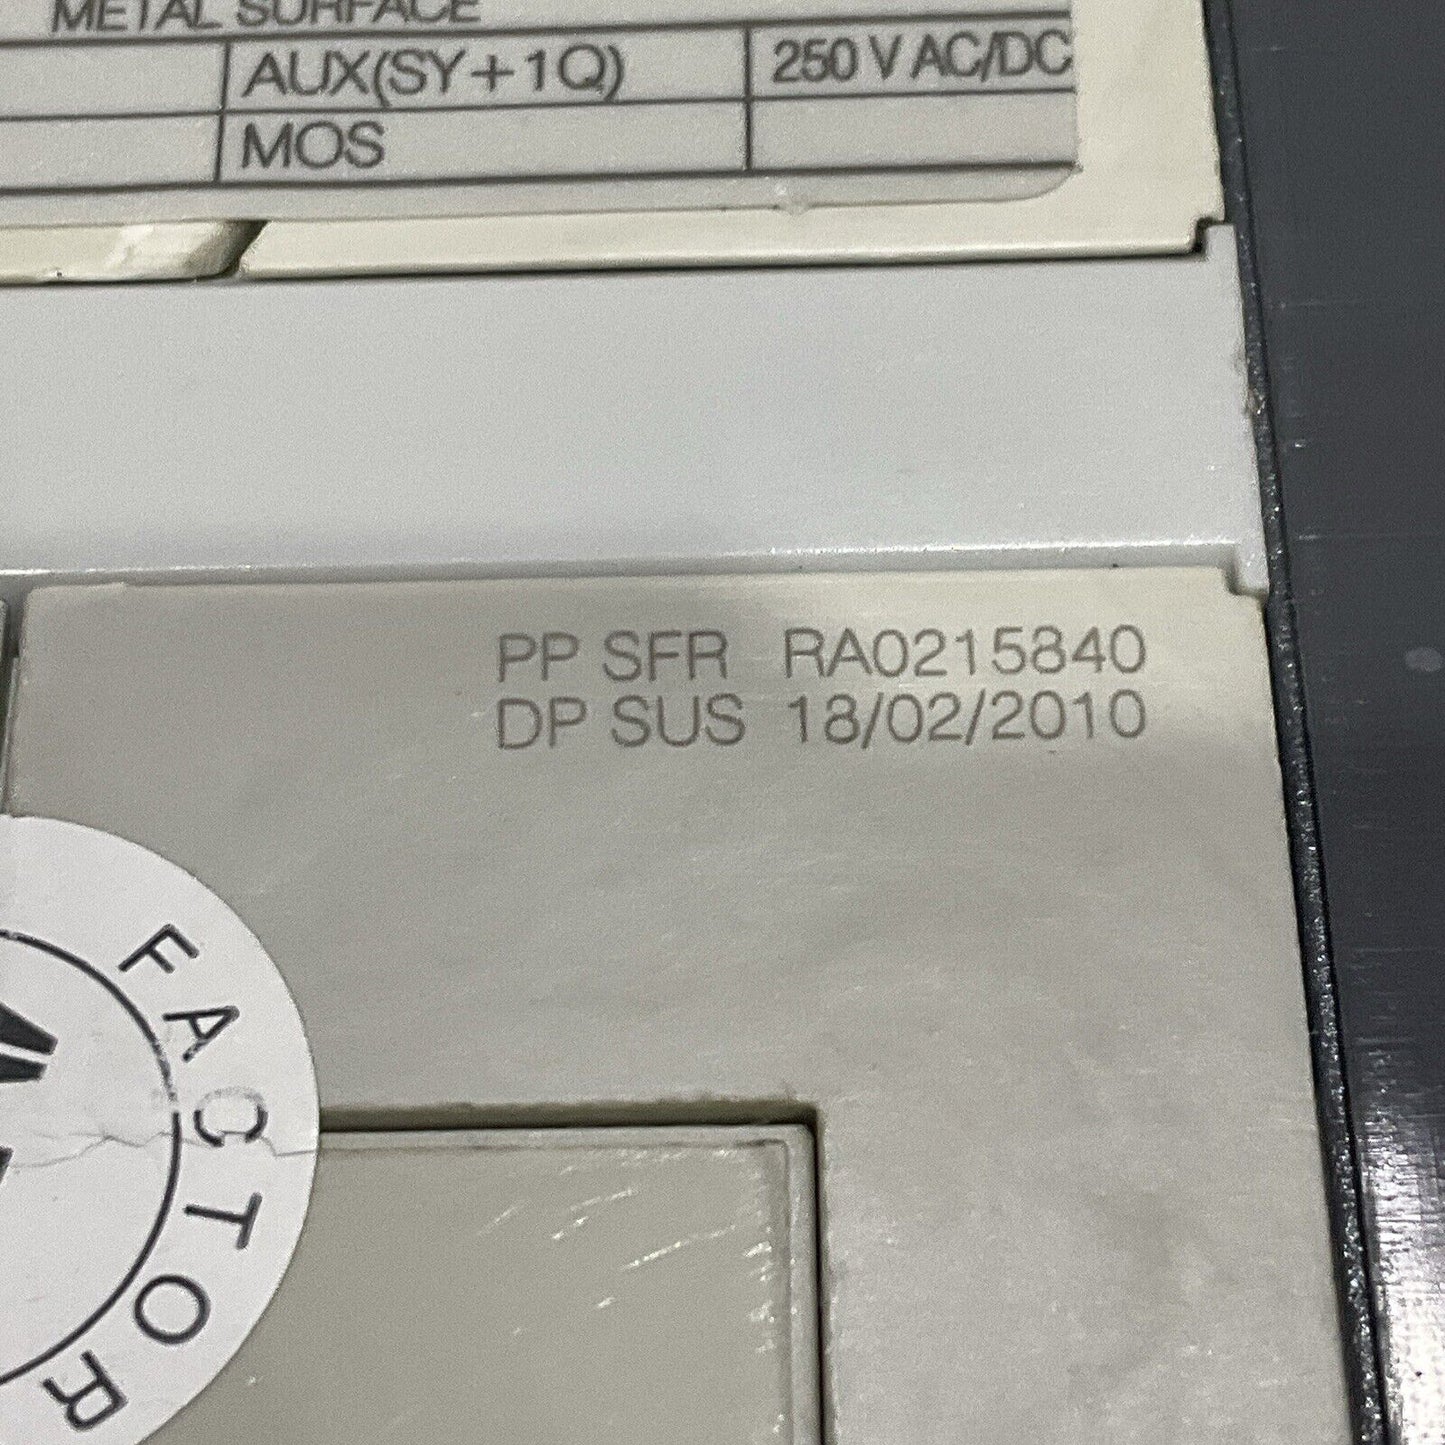 METAL SURFACE
AUX(SY+1Q) 250 V AC/DC
MOS
PP SFR RA0215840
DP SUS 18/02/2010
FACTOR